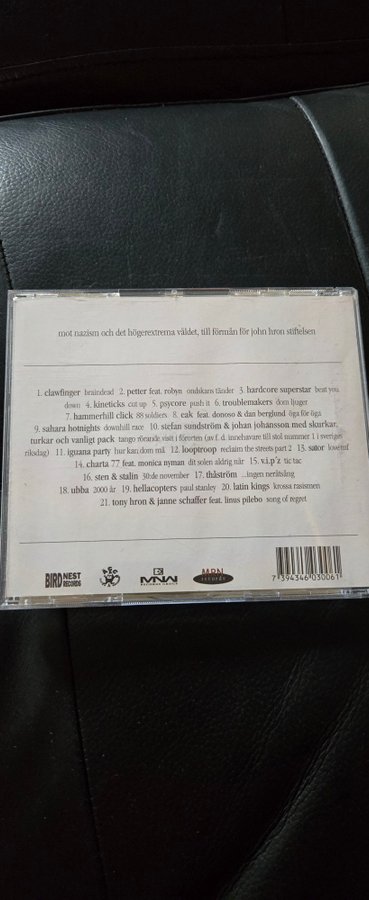 mot nazism och det högerextrema våldet, till förmån för john hron stiftelsen
1. clawfinger braindead 2. petter feat. robyn ondskans tänder 3. hardcore superstar beat you
down 4. kineticks cut up 5. psycore push it 6. troublemakers dom ljuger
7. hammerhill click 88 soldiers 8. eak feat. donoso & dan berglund öga för öga
9. sahara hotnights downhill race 10. stefan sundström & johan johansson med skurkar,
turkar och vanligt pack tango rörande visit i förorten (av f. d. innehavare till stol nummer 1 i sveriges
riksdag) 11. iguana party hur kan dom må 12. looptroop reclaim the streets part 2 13. sator
14. charta 77 feat. monica nyman dit solen aldrig når 15. v.i.p'z tic tac
16. sten & stalin 30:de november 17. thåström ...ingen neråtsång
18. ubba 2000 år 19. hellacopters paul stanley 20. latin kings krossa rasismen
21. tony hron & janne schaffer feat. linus pilebo song of regret
BIRD NEST
RECORDS
MNW
RECORDS GROUP
MBN
records
7 394346 030061